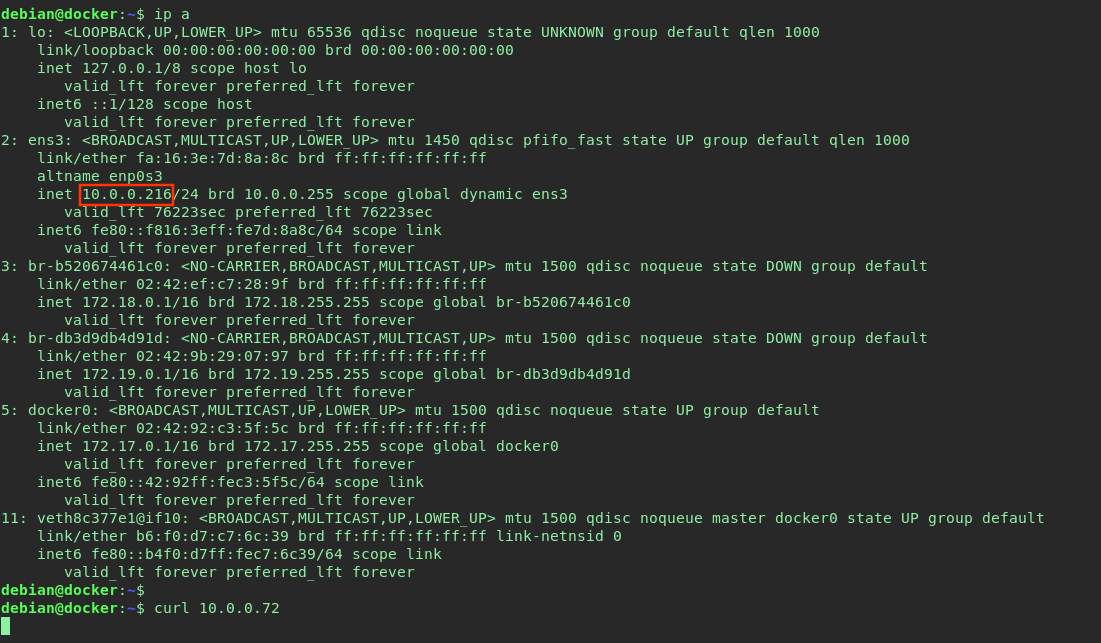 debian@docker:~$ ip a
1: lo: <LOOPBACK,UP,LOWER_UP> mtu 65536 qdisc noqueue state UNKNOWN group default qlen 1000
    link/loopback 00:00:00:00:00:00 brd 00:00:00:00:00:00
    inet 127.0.0.1/8 scope host lo
       valid_lft forever preferred_lft forever
    inet6 ::1/128 scope host
       valid_lft forever preferred_lft forever
2: ens3: <BROADCAST,MULTICAST,UP,LOWER_UP> mtu 1450 qdisc pfifo_fast state UP group default qlen 1000
    link/ether fa:16:3e:7d:8a:8c brd ff:ff:ff:ff:ff:ff
    altname enp0s3
    inet 10.0.0.216/24 brd 10.0.0.255 scope global dynamic ens3
       valid_lft 76223sec preferred_lft 76223sec
    inet6 fe80::f816:3eff:fe7d:8a8c/64 scope link
       valid_lft forever preferred_lft forever
3: br-b520674461c0: <NO-CARRIER,BROADCAST,MULTICAST,UP> mtu 1500 qdisc noqueue state DOWN group default
    link/ether 02:42:ef:c7:28:9f brd ff:ff:ff:ff:ff:ff
    inet 172.18.0.1/16 brd 172.18.255.255 scope global br-b520674461c0
       valid_lft forever preferred_lft forever
4: br-db3d9db4d91d: <NO-CARRIER,BROADCAST,MULTICAST,UP> mtu 1500 qdisc noqueue state DOWN group default
    link/ether 02:42:9b:29:07:97 brd ff:ff:ff:ff:ff:ff
    inet 172.19.0.1/16 brd 172.19.255.255 scope global br-db3d9db4d91d
       valid_lft forever preferred_lft forever
5: docker0: <BROADCAST,MULTICAST,UP,LOWER_UP> mtu 1500 qdisc noqueue state UP group default
    link/ether 02:42:92:c3:5f:5c brd ff:ff:ff:ff:ff:ff
    inet 172.17.0.1/16 brd 172.17.255.255 scope global docker0
       valid_lft forever preferred_lft forever
    inet6 fe80::42:92ff:fec3:5f5c/64 scope link
       valid_lft forever preferred_lft forever
11: veth8c377e1@if10: <BROADCAST,MULTICAST,UP,LOWER_UP> mtu 1500 qdisc noqueue master docker0 state UP group default
    link/ether b6:f0:d7:c7:6c:39 brd ff:ff:ff:ff:ff:ff link-netnsid 0
    inet6 fe80::b4f0:d7ff:fec7:6c39/64 scope link
       valid_lft forever preferred_lft forever
debian@docker:~$
debian@docker:~$ curl 10.0.0.72